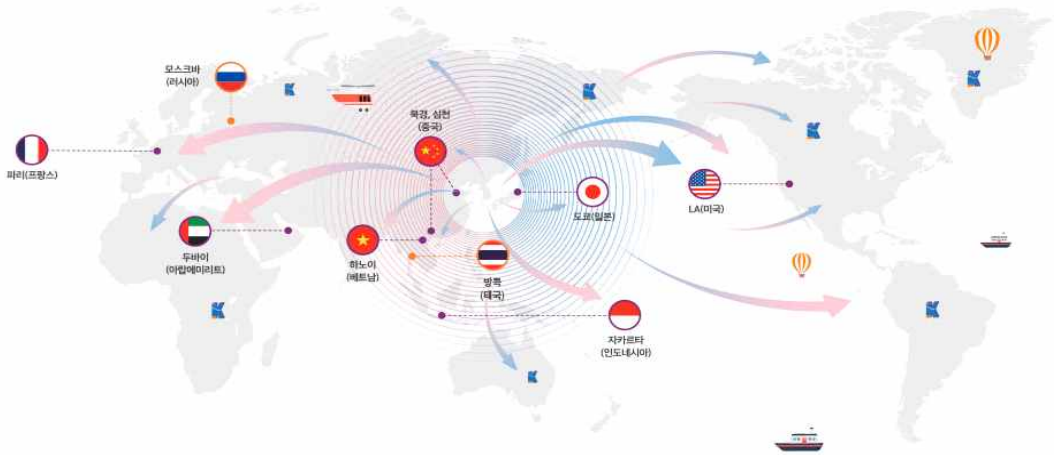 모스크바
(러시아)
북경, 심천
(중국)
파리(프랑스)
도쿄(일본)
LA(미국)
두바이
(아랍에미리트)
하노이
(베트남)
방콕
(태국)
자카르타
(인도네시아)